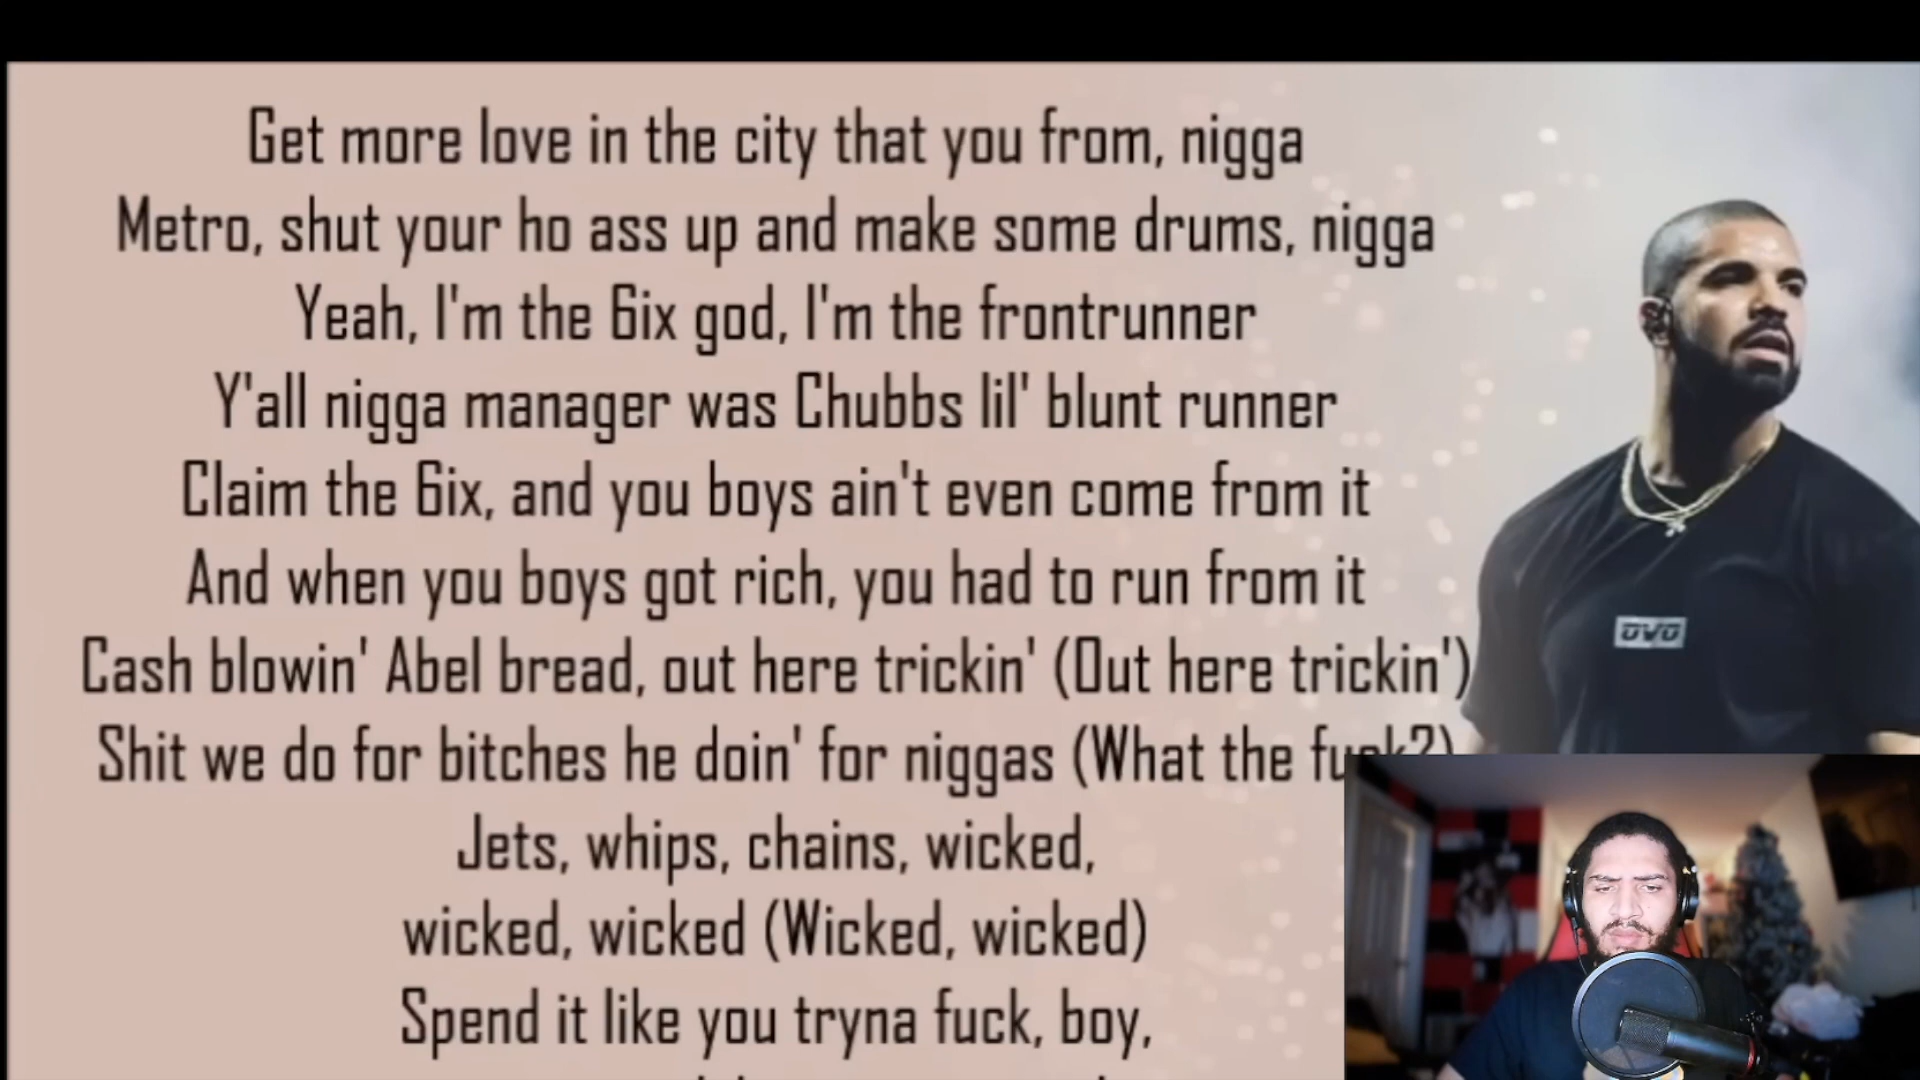 Get more love in the city that you from, nigga
Metro, shut your ho ass up and make some drums, nigga
Yeah, I'm the 6ix god, I'm the frontrunner
Y'all nigga manager was Chubbs lil' blunt runner
Claim the 6ix, and you boys ain't even come from it
And when you boys got rich, you had to run from it
Cash blowin' Abel bread, out here trickin' (Out here trickin')
Shit we do for bitches he doin' for niggas (What the fuck?)
Jets, whips, chains, wicked,
wicked, wicked (Wicked, wicked)
Spend it like you tryna fuck, boy,
OVO